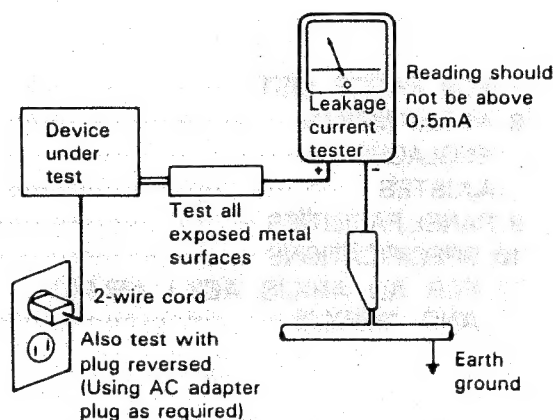 Device
under
test
Leakage
current
tester
+ -
Reading should
not be above
0.5mA
Test all
exposed metal
surfaces
2-wire cord
Also test with
plug reversed
(Using AC adapter
plug as required)
Earth
ground